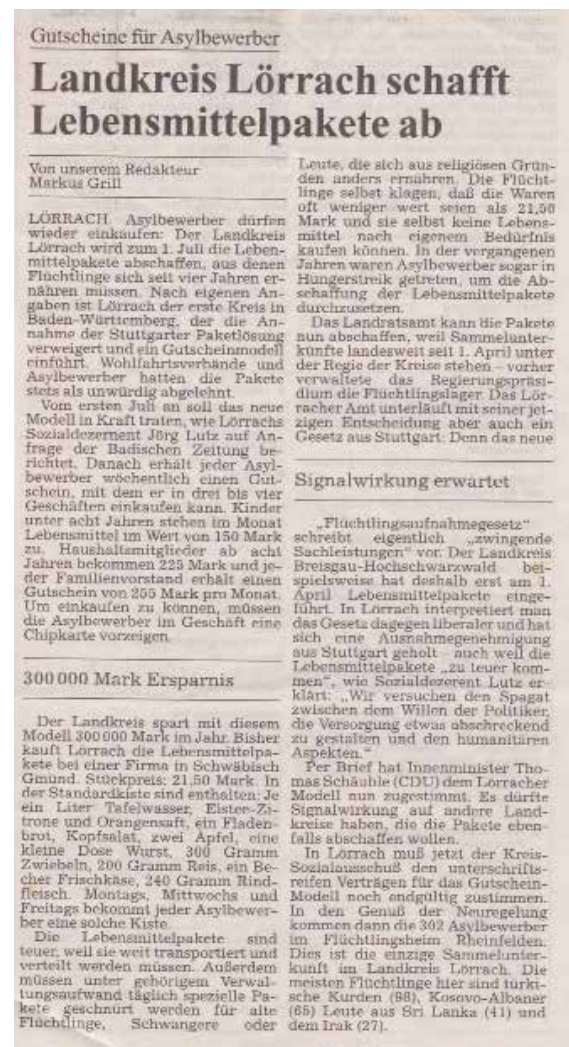 Gutscheine für Asylbewerber
Landkreis Lörrach schafft
Lebensmittelpakete ab
Von unserem Redakteur
Markus Grill
LÖRRACH. Asylbewerber dürfen
wieder einkaufen: Der Landkreis
Lörrach wird zum 1. Juli die Leben-
mittelpakete abschaffen, aus denen
Flüchtlinge sich seit vier Jahren er-
nähren müssen. Nach eigenen An-
gaben ist Lörrach der erste Kreis in
Baden-Württemberg, der die An-
nahme der Stuttgarter Paketlösung
verweigert und ein Gutscheinmodell
einführt. Wohlfahrtsverbände und
Asylbewerber hatten die Pakete
stets als unwürdig abgelehnt.
Vom ersten Juli an soll das neue
Modell in Kraft traten, wie Lörrachs
Sozialdezernent Jörg Lutz auf An-
frage der Badischen Zeitung be-
richtet. Danach erhält jeder Asyl-
bewerber wöchentlich einen Gut-
schein, mit dem er in drei bis vier
Geschäften einkaufen kann. Kinder
unter acht Jahren stehen im Monat
Lebensmittel im Wert von 150 Mark
zu. Haushaltsmitglieder ab acht
Jahren bekommen 225 Mark und je-
der Familienvorstand erhält einen
Gutschein von 255 Mark pro Monat.
Um einkaufen zu können, müssen
die Asylbewerber im Geschäft eine
Chipkarte vorzeigen.
300 000 Mark Ersparnis
Der Landkreis spart mit diesem
Modell 300 000 Mark im Jahr. Bisher
kauft Lörrach die Lebensmittelpa-
kete bei einer Firma in Schwäbisch
Gmünd. Stückpreis: 21,50 Mark. In
der Standardkiste sind enthalten: Je
ein Liter Tafelwasser, Eistee-Zi-
trone und Orangensaft, ein Fladen-
brot, Kopfsalat, zwei Äpfel, eine
kleine Dose Wurst, 300 Gramm
Zwiebeln, 200 Gramm Reis, ein Be-
cher Frischkäse, 240 Gramm Rind-
fleisch. Montags, Mittwochs und
Freitags bekommt jeder Asylbewer-
ber eine solche Kiste.
Die Lebensmittelpakete sind
teuer, weil sie weit transportiert und
verteilt werden müssen. Außerdem
müssen unter gehörigem Verwal-
tungsaufwand täglich spezielle Pa-
kete geschnürt werden für alte
Flüchtlinge, Schwangere oder
Leute, die sich aus religiösen Grün-
den anders ernähren. Die Flücht-
linge selbst klagen, daß die Waren
oft weniger wert seien als 21,50
Mark und sie selbst keine Lebens-
mittel nach eigenem Bedürfnis
kaufen können. In der vergangenen
Jahren waren Asylbewerber sogar in
Hungerstreik getreten, um die Ab-
schaffung der Lebensmittelpakete
durchzusetzen.
Das Landratsamt kann die Pakete
nun abschaffen, weil Sammelunter-
künfte landesweit seit 1. April unter
der Regie der Kreise stehen – vorher
verwaltete das Regierungspräsi-
dium die Flüchtlingslager. Das Lör-
racher Amt unterläuft mit seiner jet-
zigen Entscheidung aber auch ein
Gesetz aus Stuttgart: Denn das neue
Signalwirkung erwartet
„Flüchtlingsaufnahmegesetz“
schreibt eigentlich „zwingende
Sachleistungen“ vor. Der Landkreis
Breisgau-Hochschwarzwald bei-
spielsweise hat deshalb erst am 1.
April Lebensmittelpakete einge-
führt. In Lörrach interpretiert man
das Gesetz dagegen liberaler und hat
sich eine Ausnahmegenehmigung
aus Stuttgart geholt – auch weil die
Lebensmittelpakete „zu teuer kom-
men“, wie Sozialdezerent Lutz er-
klärt: „Wir versuchen den Spagat
zwischen dem Willen der Politiker,
die Versorgung etwas abschreckend
zu gestalten und den humanitären
Aspekten.“
Per Brief hat Innenminister Tho-
mas Schäuble (CDU) dem Lörracher
Modell nun zugestimmt. Es dürfte
Signalwirkung auf andere Land-
kreise haben, die die Pakete eben-
falls abschaffen wollen.
In Lörrach muß jetzt der Kreis-
Sozialausschuß den unterschrifts-
reifen Verträgen für das Gutschein-
Modell noch endgültig zustimmen.
In den Genuß der Neuregelung
kommen dann die 302 Asylbewerber
im Flüchtlingsheim Rheinfelden.
Dies ist die einzige Sammelunter-
kunft im Landkreis Lörrach. Die
meisten Flüchtlinge hier sind türki-
sche Kurden (98), Kosovo-Albaner
(65) Leute aus Sri Lanka (41) und
dem Irak (27).